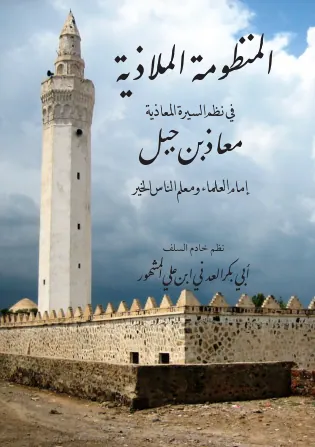 المنظومة الملاذية
في نظم السيرة المعاذية
معاذ بن جبل
إمام العلماء ومعلم الناس الخير
نظم خادم السلف
أبي بكر العدني ابن علي المشهور